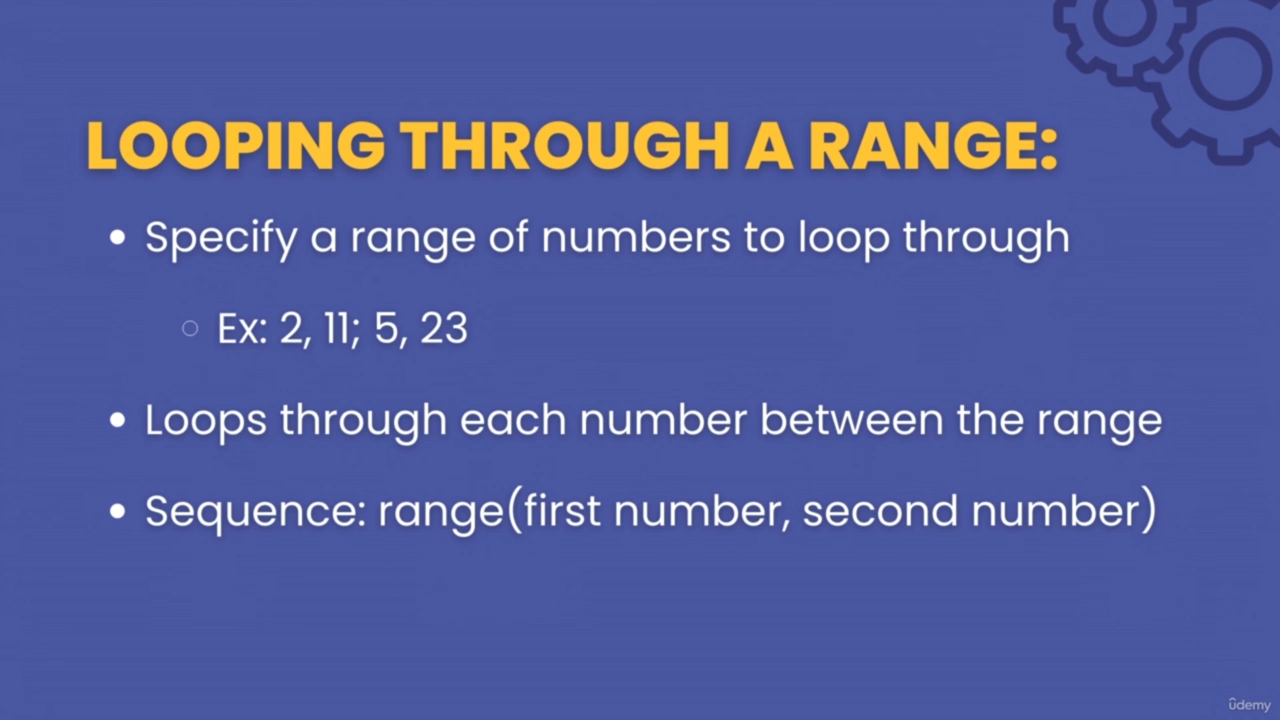 LOOPING THROUGH A RANGE:
• Specify a range of numbers to loop through
○ Ex: 2, 11; 5, 23
• Loops through each number between the range
• Sequence: range(first number, second number)
ûdemy